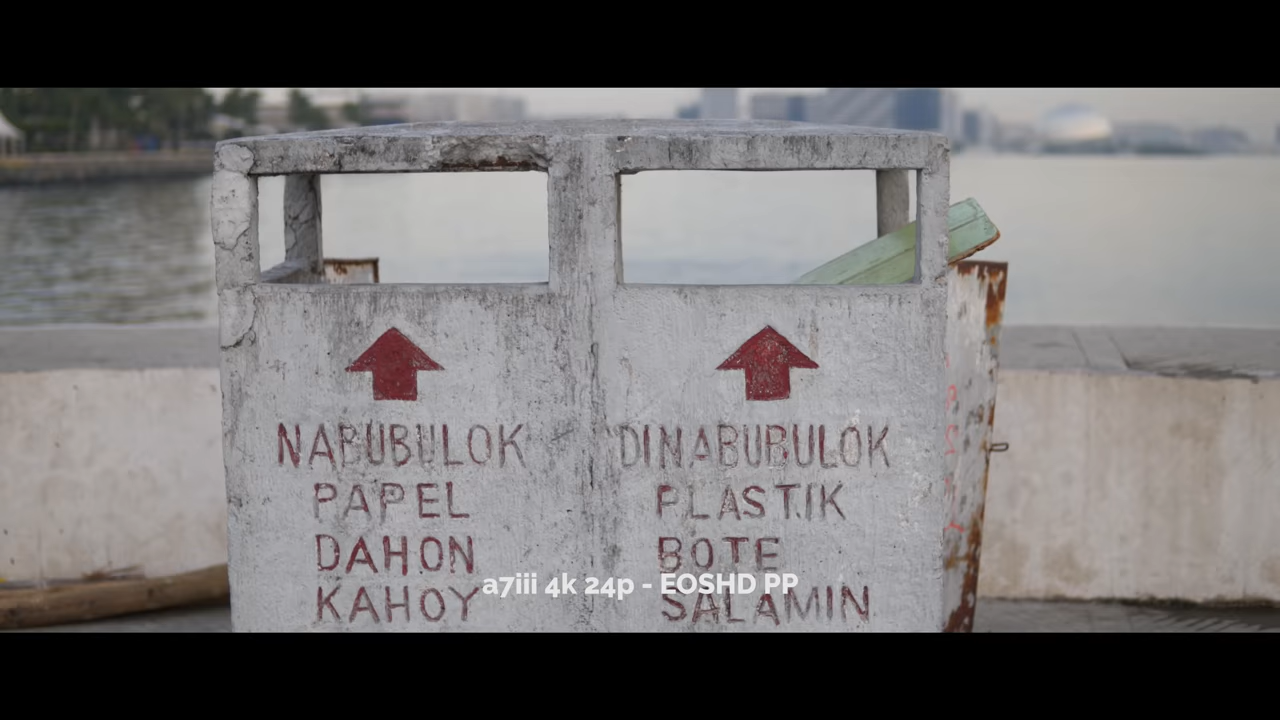 NABUBULOK
PAPEL
DAHON
KAHOY
DINABUBULOK
PLASTIK
BOTE
SALAMIN
a7iii 4k 24p - EOSHD PP